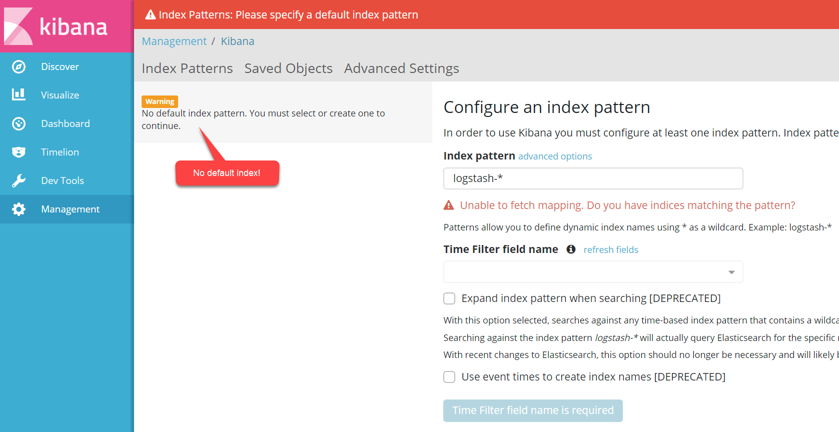 kibana
Discover
Visualize
Dashboard
Timelion
Dev Tools
Management
Index Patterns: Please specify a default index pattern
Management / Kibana
Index Patterns Saved Objects Advanced Settings
Warning
No default index pattern. You must select or create one to
continue.
No default Index!
Configure an index pattern
In order to use Kibana you must configure at least one index pattern. Index patte
Index pattern advanced options
logstash-*
Unable to fetch mapping. Do you have indices matching the pattern?
Patterns allow you to define dynamic index names using * as a wildcard. Example: logstash-*
Time Filter field name refresh fields
Expand index pattern when searching [DEPRECATED]
With this option selected, searches against any time-based index pattern that contains a wildca
Searching against the index pattern logstash-* will actually query Elasticsearch for the specific
With recent changes to Elasticsearch, this option should no longer be necessary and will likely
Use event times to create index names [DEPRECATED]
Time Filter field name is required